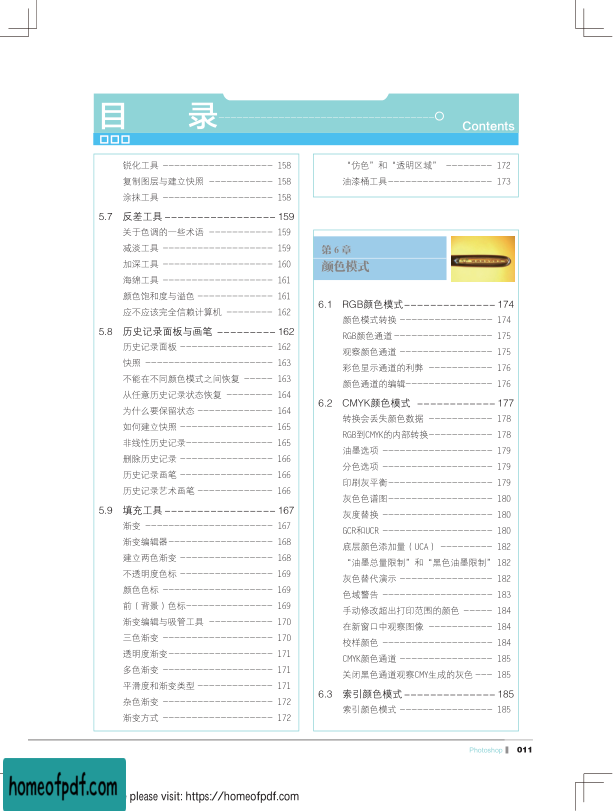 目 录
Contents
锐化工具 158
复制图层与建立快照 158
涂抹工具 158
5.7 反差工具 159
关于色调的一些术语 159
减淡工具 159
加深工具 160
海绵工具 161
颜色饱和度与溢色 161
应不应该完全信赖计算机 162
5.8 历史记录面板与画笔 162
历史记录面板 162
快照 163
不能在不同颜色模式之间恢复 163
从任意历史记录状态恢复 164
为什么要保留状态 164
如何建立快照 165
非线性历史记录 165
删除历史记录 166
历史记录画笔 166
历史记录艺术画笔 166
5.9 填充工具 167
渐变 167
渐变编辑器 168
建立两色渐变 168
不透明度色标 169
颜色色标 169
前（背景）色标 169
渐变编辑与吸管工具 170
三色渐变 170
透明度渐变 171
多色渐变 171
平滑度和渐变类型 171
杂色渐变 172
渐变方式 172
“仿色”和“透明区域” 172
油漆桶工具 173
第 6 章
颜色模式
6.1 RGB颜色模式 174
颜色模式转换 174
RGB颜色通道 175
观察颜色通道 175
彩色显示通道的利弊 176
颜色通道的编辑 176
6.2 CMYK颜色模式 177
转换会丢失颜色数据 178
RGB到CMYK的内部转换 178
油墨选项 179
分色选项 179
印刷灰平衡 179
灰色色谱图 180
灰度替换 180
GCR和UCR 180
底层颜色添加量（UCA） 182
“油墨总量限制”和“黑色油墨限制” 182
灰色替代演示 182
色域警告 183
手动修改超出打印范围的颜色 184
在新窗口中观察图像 184
校样颜色 184
CMYK颜色通道 185
关闭黑色通道观察CMY生成的灰色 185
6.3 索引颜色模式 185
索引颜色模式 185
Photoshop 011
homeofpdf.com
please visit: https://homeofpdf.com